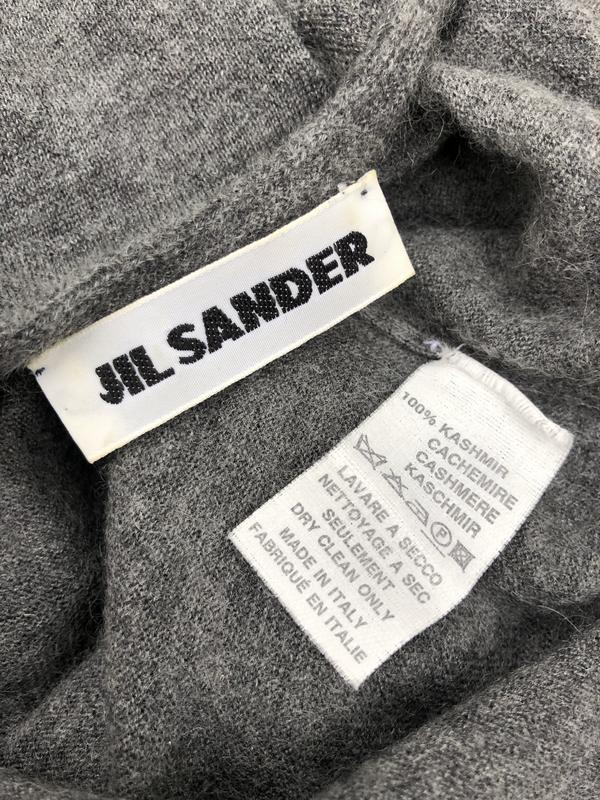 JIL SANDER
100% KASHMIR
CACHEMIRE
CASHMERE
KASCHMIR
P
LAVARE A SECCO
NETTOYAGE A SEC
SEULEMENT
DRY CLEAN ONLY
MADE IN ITALY
FABRIQUÉ EN ITALIE